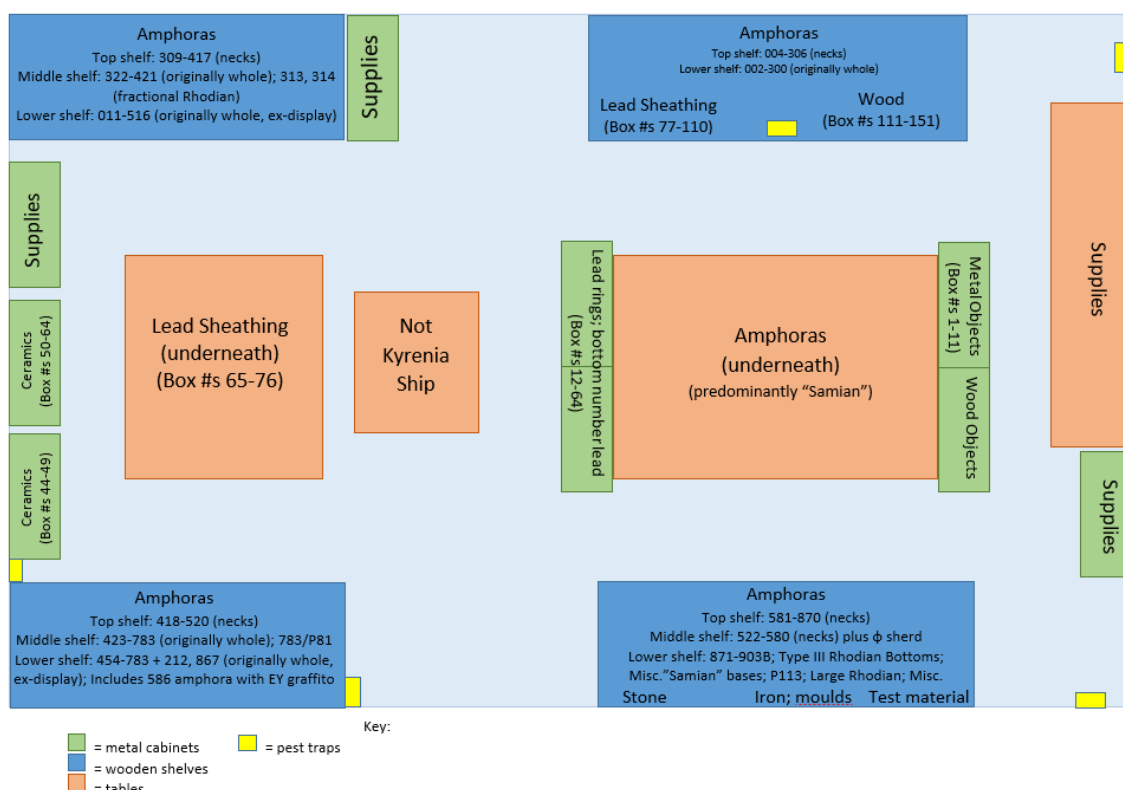 Amphoras
Top shelf: 309-417 (necks)
Middle shelf: 322-421 (originally whole); 313, 314
(fractional Rhodian)
Lower shelf: 011-516 (originally whole, ex-display)
Supplies
Amphoras
Top shelf: 004-306 (necks)
Lower shelf: 002-300 (originally whole)
Lead Sheathing
(Box #s 77-110)
Wood
(Box #s 111-151)
Supplies
Supplies
Ceramics
(Box #s 50-64)
Ceramics
(Box #s 44-49)
Lead Sheathing
(underneath)
(Box #s 65-76)
Not
Kyrenia
Ship
Lead rings; bottom number lead
(Box #s12-64)
Amphoras
(underneath)
(predominantly “Samian”)
Metal Objects
(Box #s 1-11)
Wood Objects
Supplies
Amphoras
Top shelf: 418-520 (necks)
Middle shelf: 423-783 (originally whole); 783/P81
Lower shelf: 454-783 + 212, 867 (originally whole,
ex-display); Includes 586 amphora with EY graffito
Amphoras
Top shelf: 581-870 (necks)
Middle shelf: 522-580 (necks) plus ф sherd
Lower shelf: 871-903B; Type III Rhodian Bottoms;
Misc.”Samian” bases; P113; Large Rhodian; Misc.
Stone Iron; moulds Test material
Key:
= metal cabinets
= pest traps
= wooden shelves
= tables